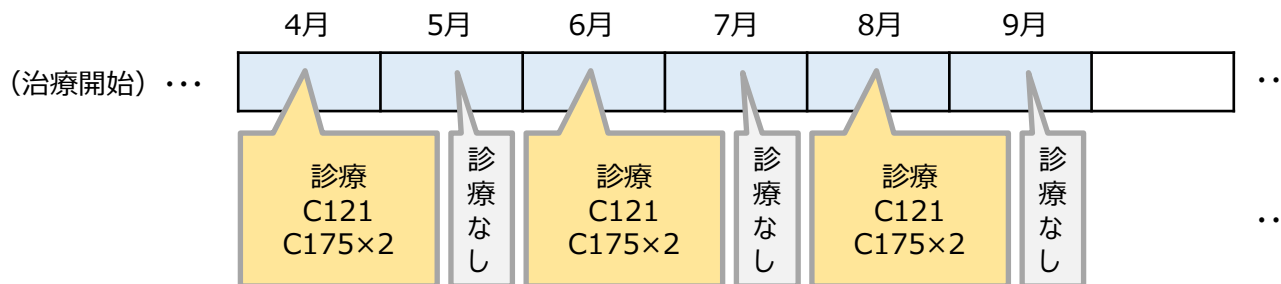 4月 5月 6月 7月 8月 9月
（治療開始）･･･
･･
診療
C121
C175×2
診療なし
診療
C121
C175×2
診療なし
診療
C121
C175×2
診療なし
･･